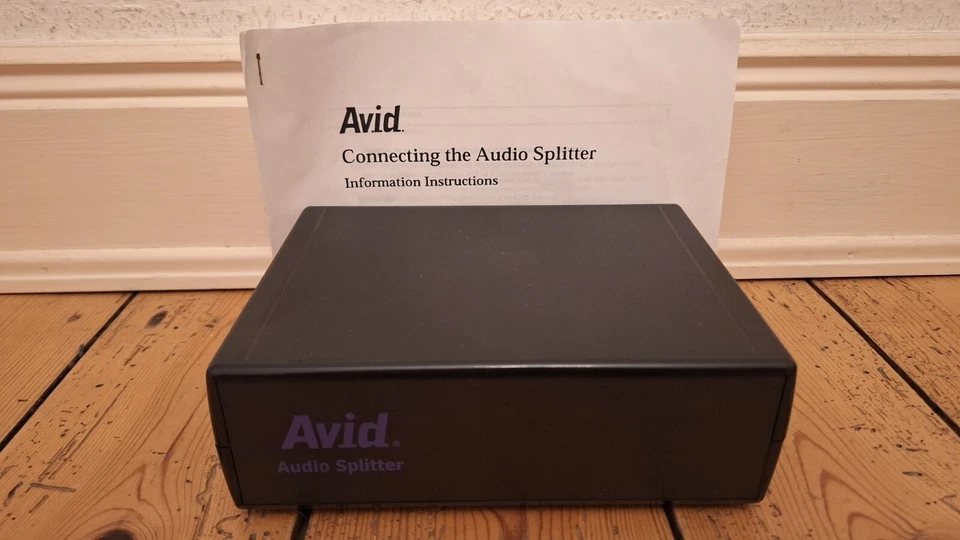 Avid.
Connecting the Audio Splitter
Information Instructions
Avid.
Audio Splitter